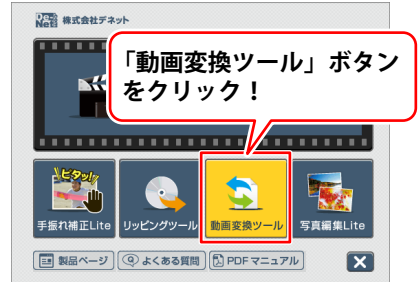 De-Net 株式会社デネット
「動画変換ツール」ボタン
をクリック！
ピタッ!
手振れ補正Lite リッピングツール 動画変換ツール 写真編集Lite
製品ページ よくある質問 PDFマニュアル